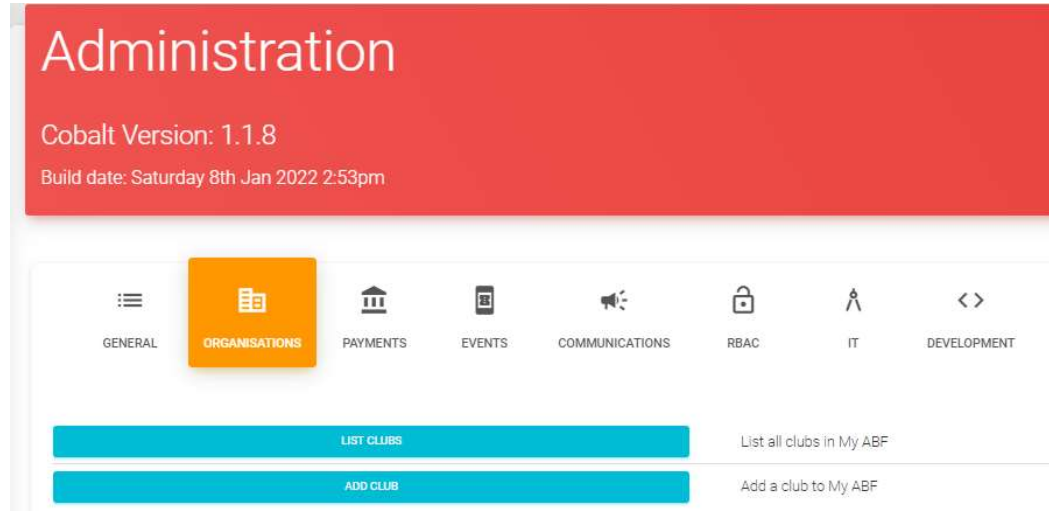 Administration
Cobalt Version: 1.1.8
Build date: Saturday 8th Jan 2022 2:53pm
GENERAL ORGANISATIONS PAYMENTS EVENTS COMMUNICATIONS RBAC IT DEVELOPMENT
LIST CLUBS List all clubs in My ABF
ADD CLUB Add a club to My ABF